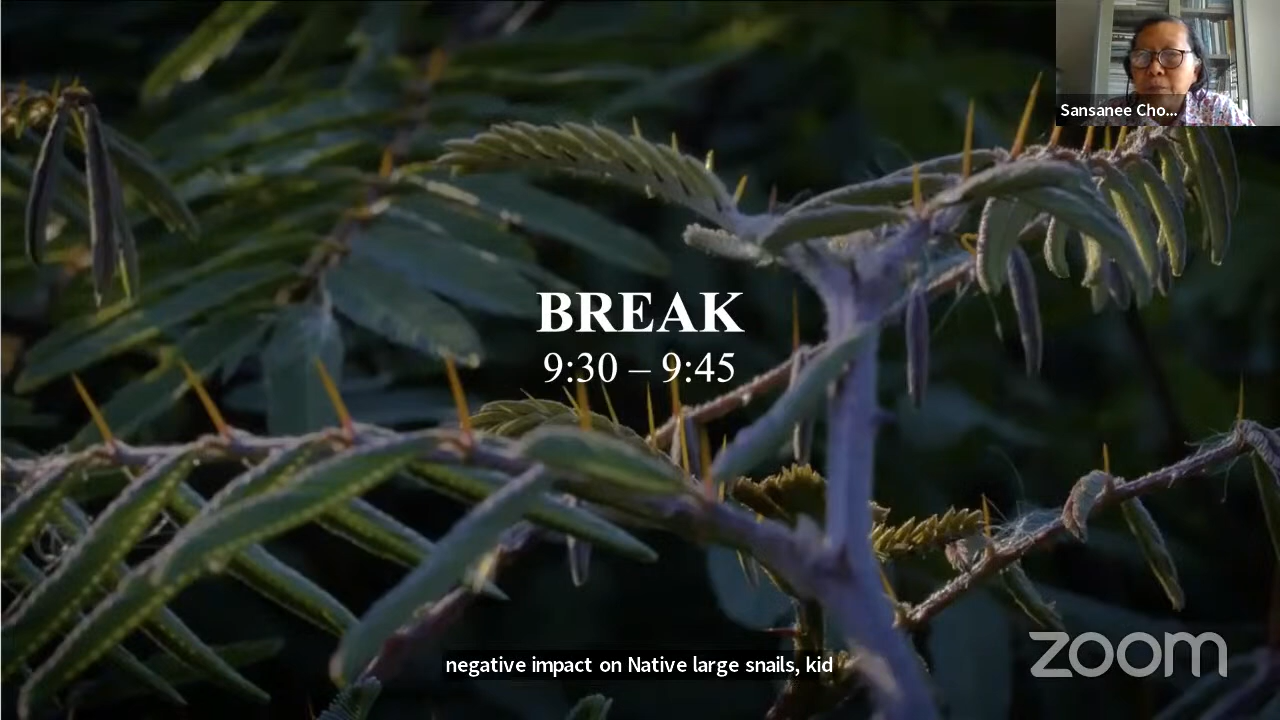 Sansanee Cho...
BREAK
9:30 – 9:45
negative impact on Native large snails, kid
zoom